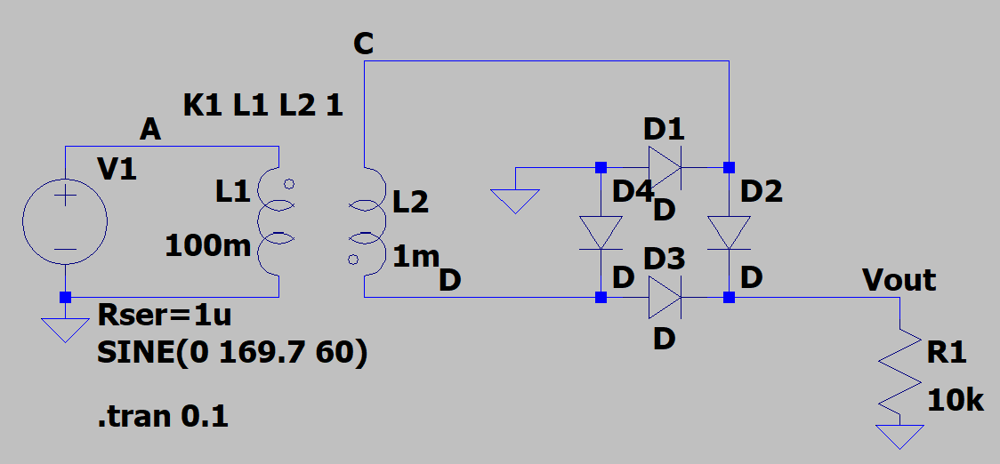 C
K1 L1 L2 1
A
V1
L1
100m
L2
1m
D
D1
D
D4
D
D2
D
D3
D
Vout
R1
10k
Rser=1u
SINE(0 169.7 60)
.tran 0.1